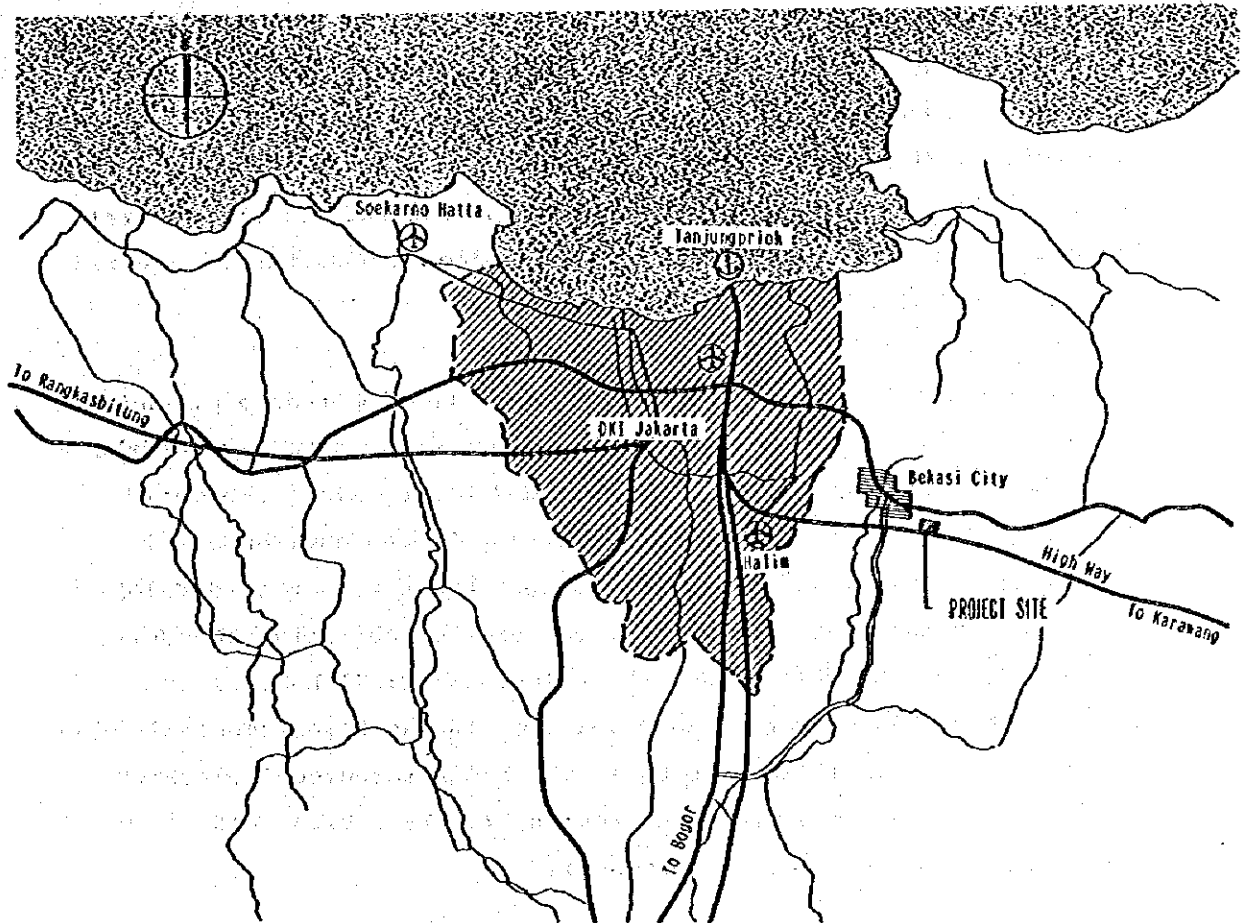 Soekarno Hatta
Tanjungpriok
To Rangkasbitung
DKI Jakarta
Bekasi City
Halim
High Way
PROJECT SITE
To Karawang
To Bogor